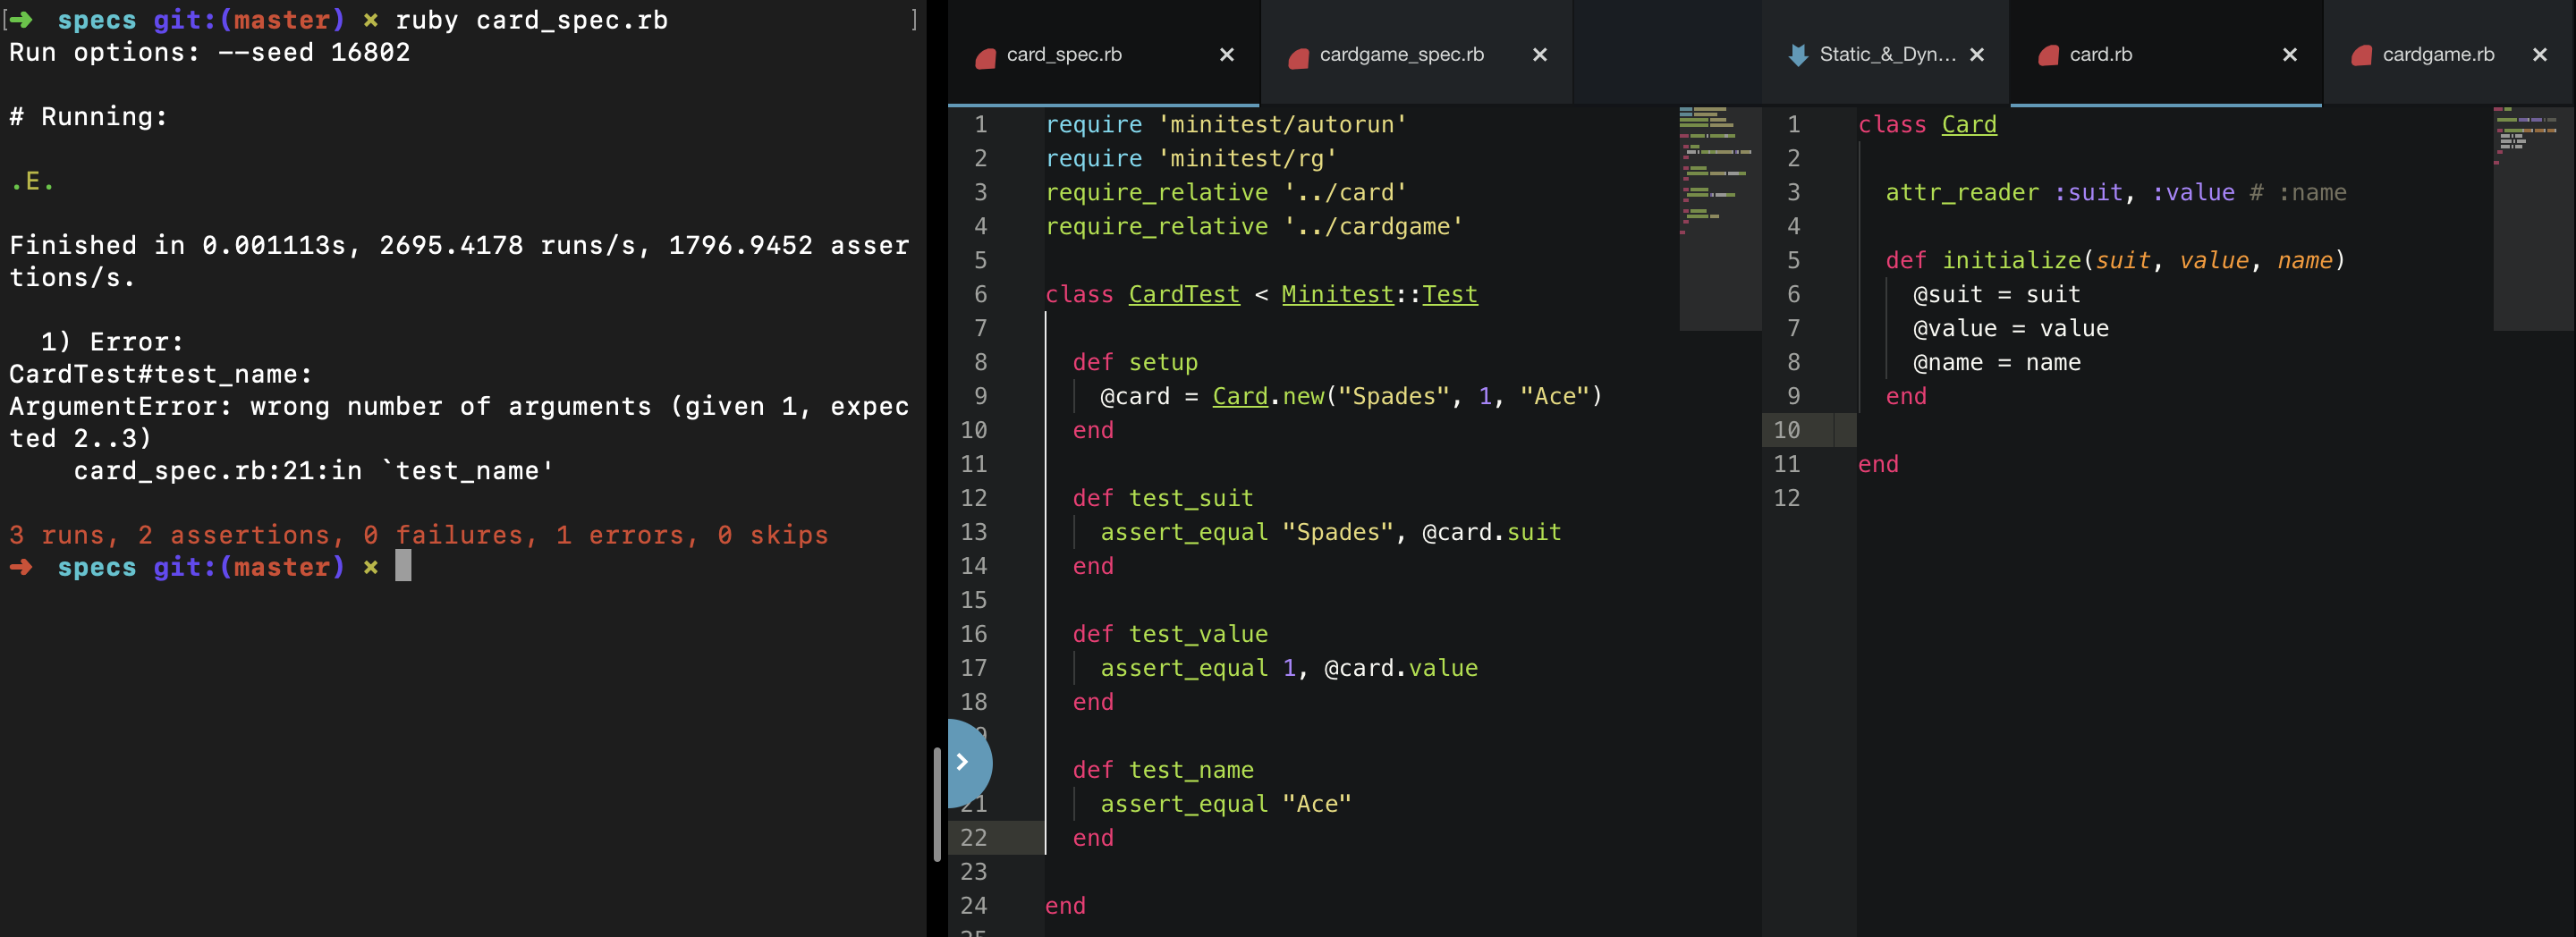 [➜  specs git:(master) × ruby card_spec.rb ]
Run options: --seed 16802
# Running:
.E.
Finished in 0.001113s, 2695.4178 runs/s, 1796.9452 asser
tions/s.
  1) Error:
CardTest#test_name:
ArgumentError: wrong number of arguments (given 1, expec
ted 2..3)
    card_spec.rb:21:in `test_name'
3 runs, 2 assertions, 0 failures, 1 errors, 0 skips
➜  specs git:(master) ×
card_spec.rb ×
cardgame_spec.rb ×
1 require 'minitest/autorun'
2 require 'minitest/rg'
3 require_relative '../card'
4 require_relative '../cardgame'
5
6 class CardTest < Minitest::Test
7
8   def setup
9     @card = Card.new("Spades", 1, "Ace")
10   end
11
12   def test_suit
13     assert_equal "Spades", @card.suit
14   end
15
16   def test_value
17     assert_equal 1, @card.value
18   end
def test_name
21     assert_equal "Ace"
22   end
23
24 end
Static_&_Dyn... ×
card.rb ×
cardgame.rb ×
1 class Card
2
3   attr_reader :suit, :value # :name
4
5   def initialize(suit, value, name)
6     @suit = suit
7     @value = value
8     @name = name
9   end
10
11 end
12